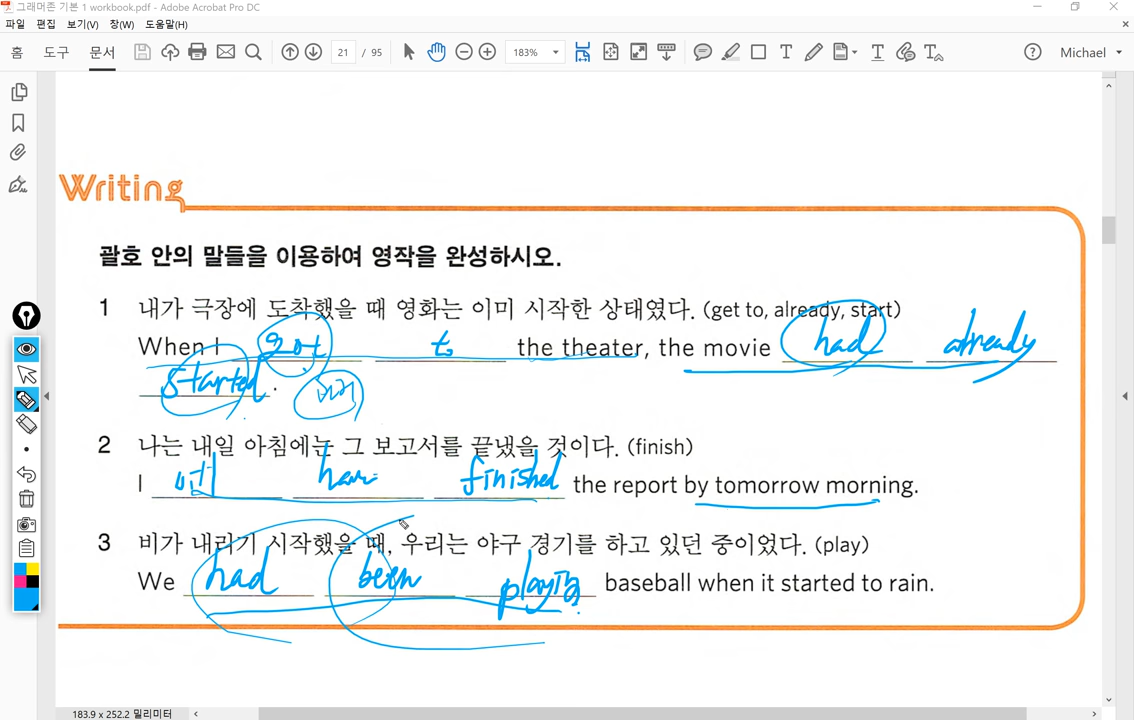 그래머존 기본 1 workbook.pdf - Adobe Acrobat Pro DC
파일 편집 보기(V) 창(W) 도움말(H)
홈 도구 문서 21 / 95 183% Michael
Writing
괄호 안의 말들을 이용하여 영작을 완성하시오.
1 내가 극장에 도착했을 때 영화는 이미 시작한 상태였다. (get to, already, start)
When I got to the theater, the movie had already
started.
2 나는 내일 아침에는 그 보고서를 끝냈을 것이다. (finish)
I will have finished the report by tomorrow morning.
3 비가 내리기 시작했을 때, 우리는 야구 경기를 하고 있던 중이었다. (play)
We had been playing baseball when it started to rain.
183.9 x 252.2 밀리미터